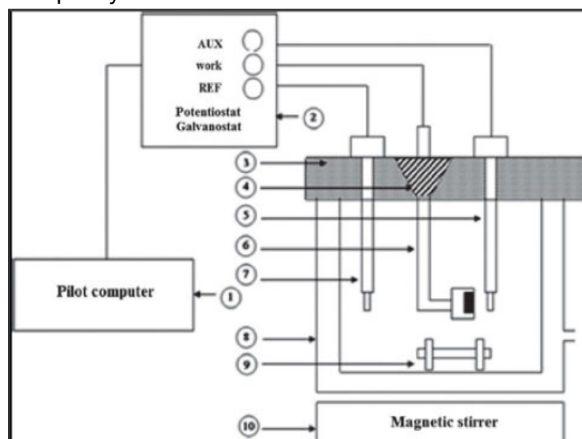 AUX
work
REF
Potentiostat
Galvanostat
2
3
4
5
6
7
Pilot computer
1
8
9
10
Magnetic stirrer